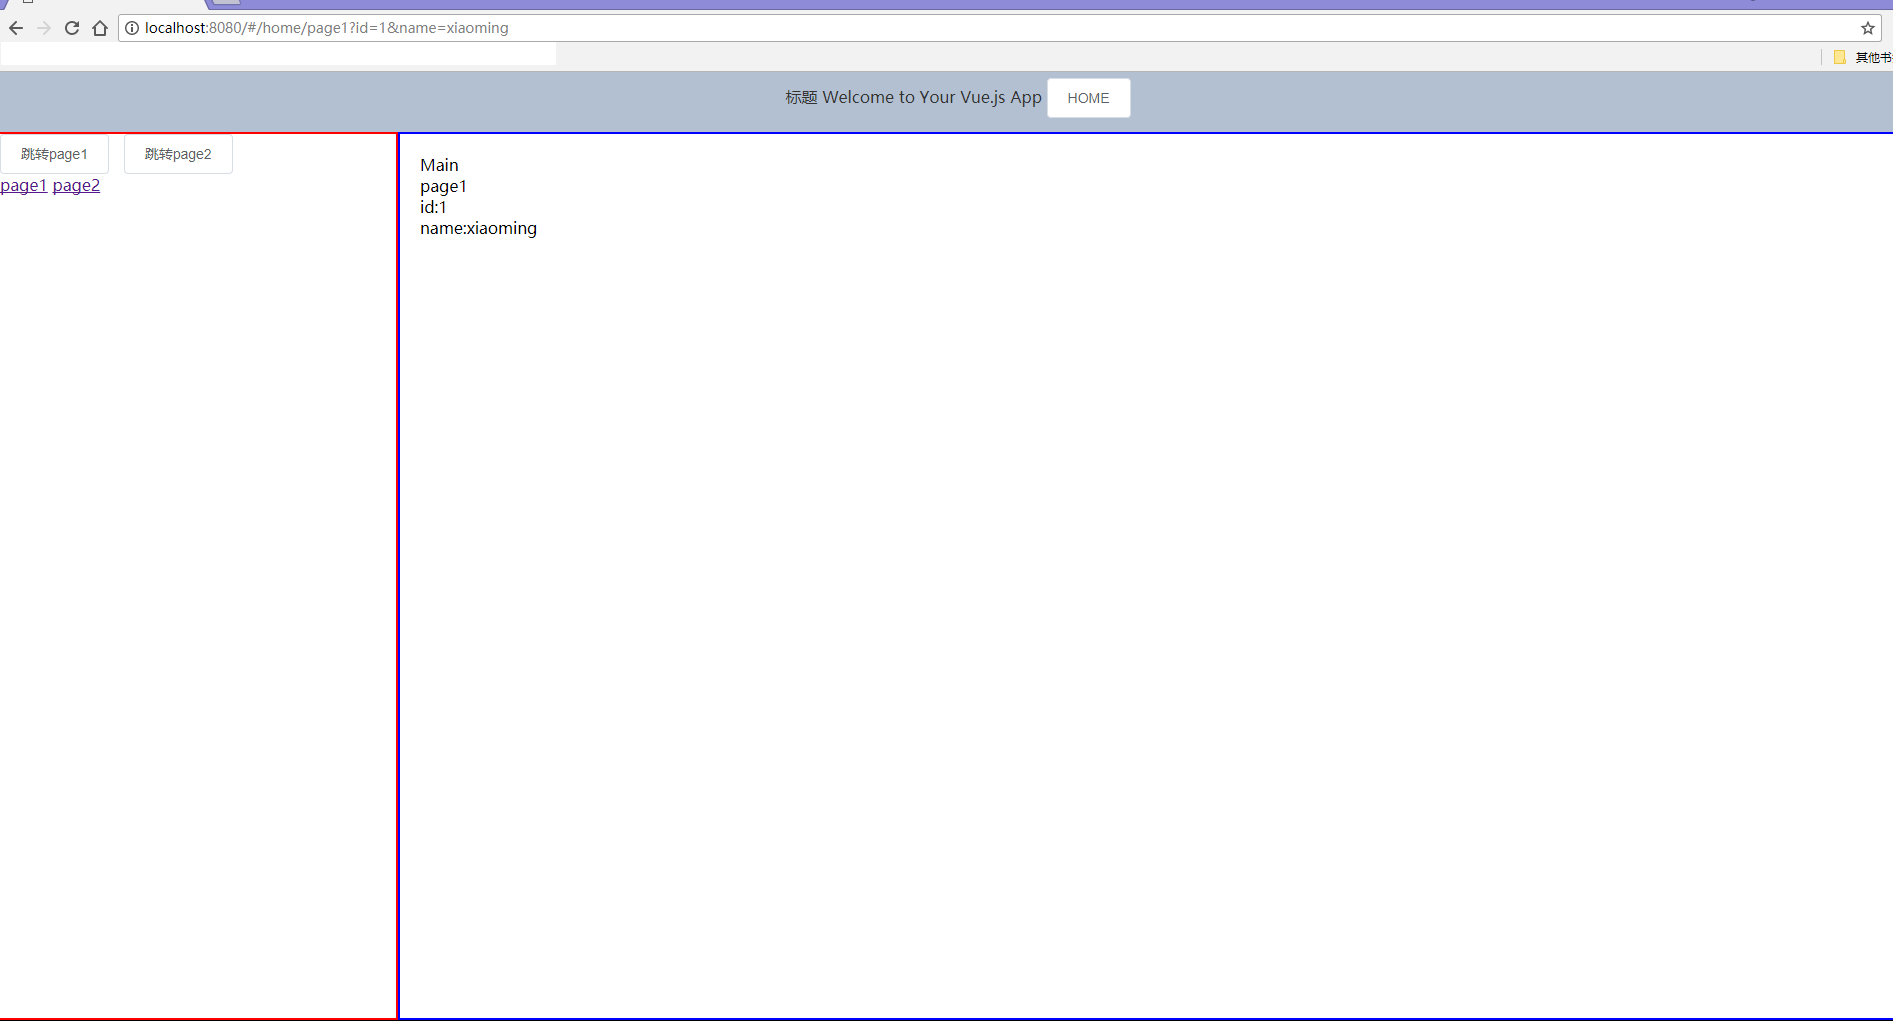 localhost:8080/#/home/page1?id=1&name=xiaoming
其他书
标题 Welcome to Your Vue.js App HOME
跳转page1 跳转page2
page1 page2
Main
page1
id:1
name:xiaoming